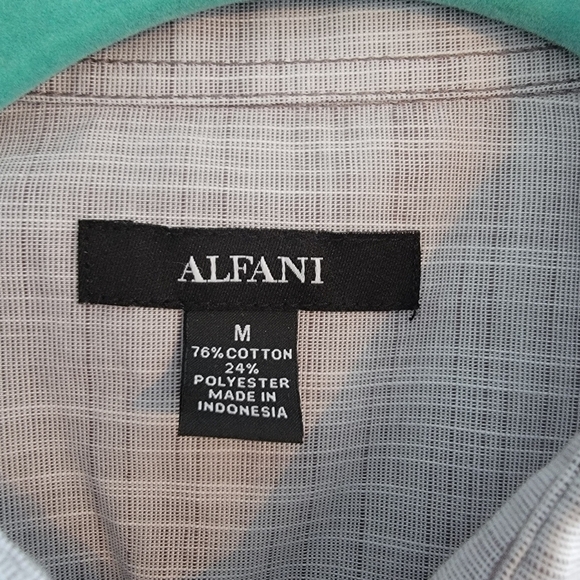 ALFANI
M
76% COTTON
24%
POLYESTER
MADE IN
INDONESIA